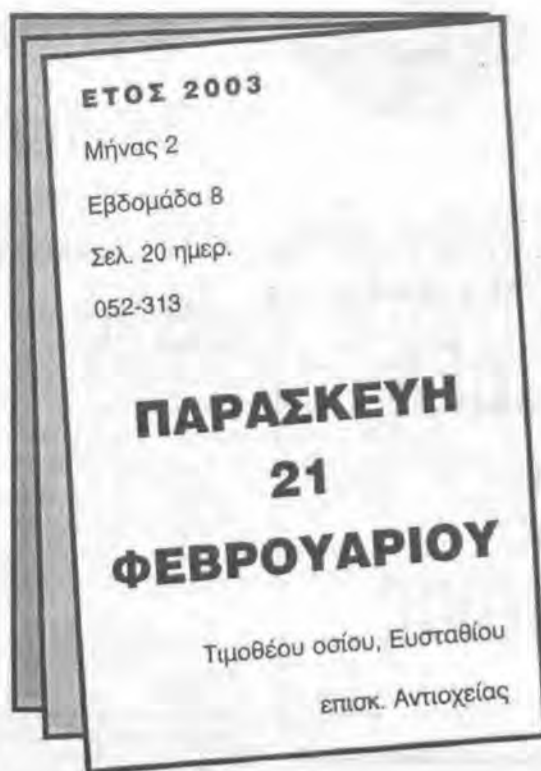 ΕΤΟΣ 2003
Μήνας 2
Εβδομάδα 8
Σελ. 20 ημερ.
052-313
ΠΑΡΑΣΚΕΥΗ
21
ΦΕΒΡΟΥΑΡΙΟΥ
Τιμοθέου οσίου, Ευσταθίου
επισκ. Αντιοχείας